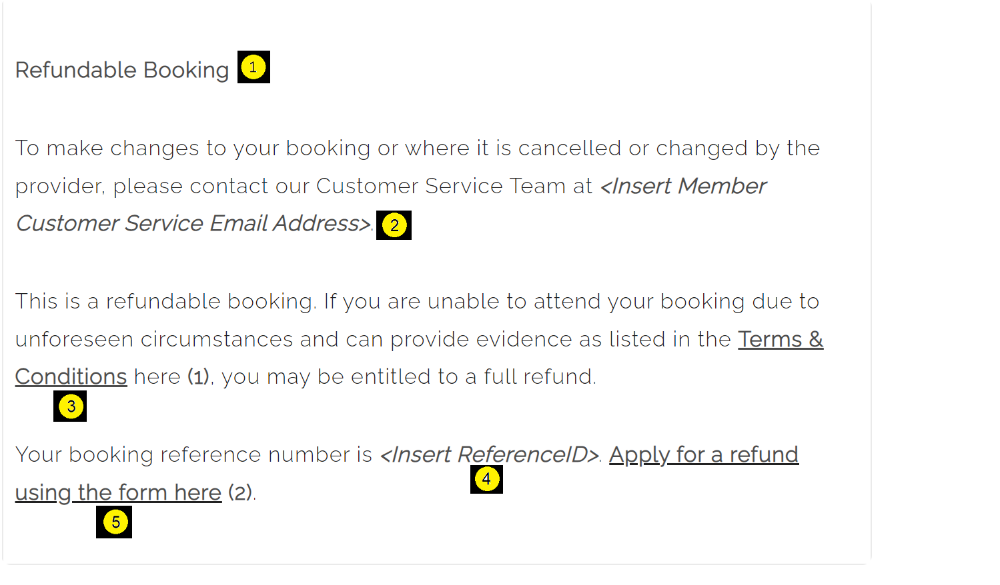 Refundable Booking 1
To make changes to your booking or where it is cancelled or changed by the
provider, please contact our Customer Service Team at <Insert Member
Customer Service Email Address>. 2
This is a refundable booking. If you are unable to attend your booking due to
unforeseen circumstances and can provide evidence as listed in the Terms &
Conditions here (1), you may be entitled to a full refund.
3
Your booking reference number is <Insert ReferenceID>. Apply for a refund
4
using the form here (2).
5